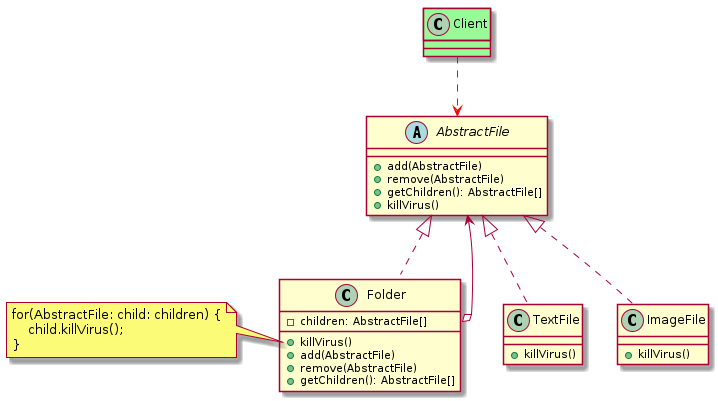 C Client
A AbstractFile
add(AbstractFile)
remove(AbstractFile)
getChildren(): AbstractFile[]
killVirus()
for(AbstractFile: child: children) {
child.killVirus();
}
C Folder
children: AbstractFile[]
killVirus()
add(AbstractFile)
remove(AbstractFile)
getChildren(): AbstractFile[]
C TextFile
killVirus()
C ImageFile
killVirus()